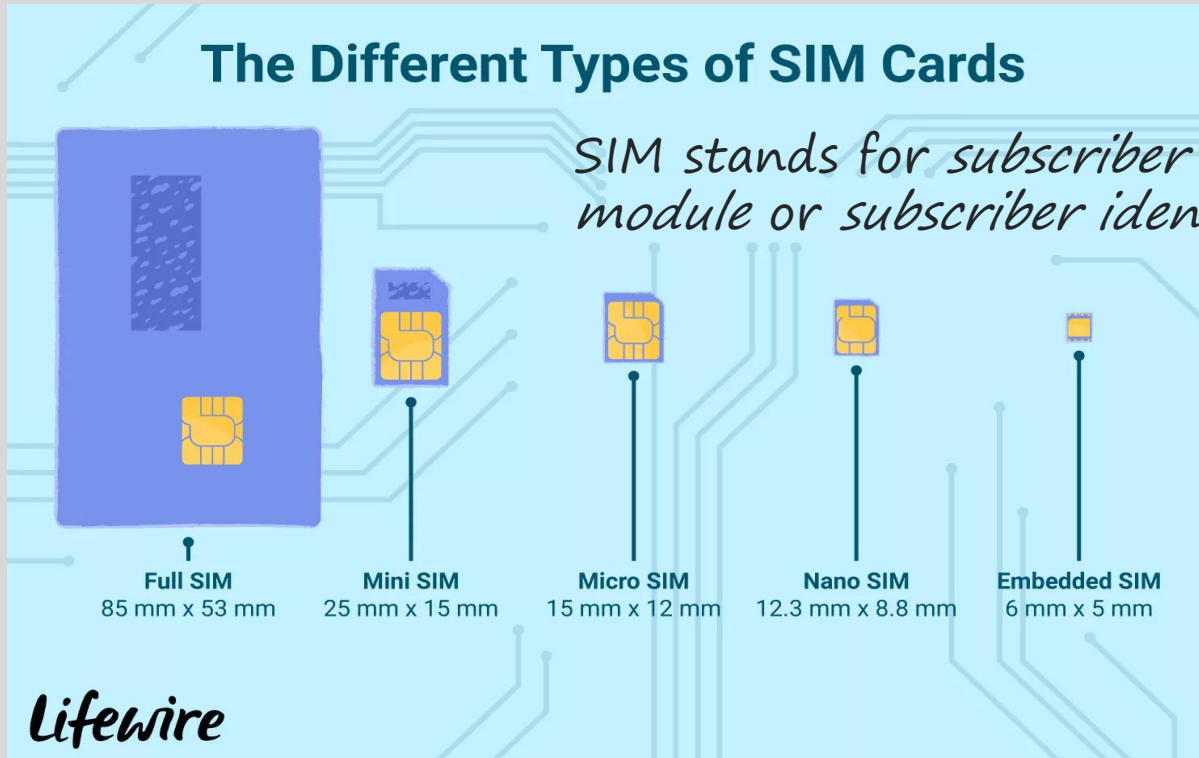 The Different Types of SIM Cards
SIM stands for subscriber
module or subscriber iden
Full SIM
85 mm x 53 mm
Mini SIM
25 mm x 15 mm
Micro SIM
15 mm x 12 mm
Nano SIM
12.3 mm x 8.8 mm
Embedded SIM
6 mm x 5 mm
Lifewire